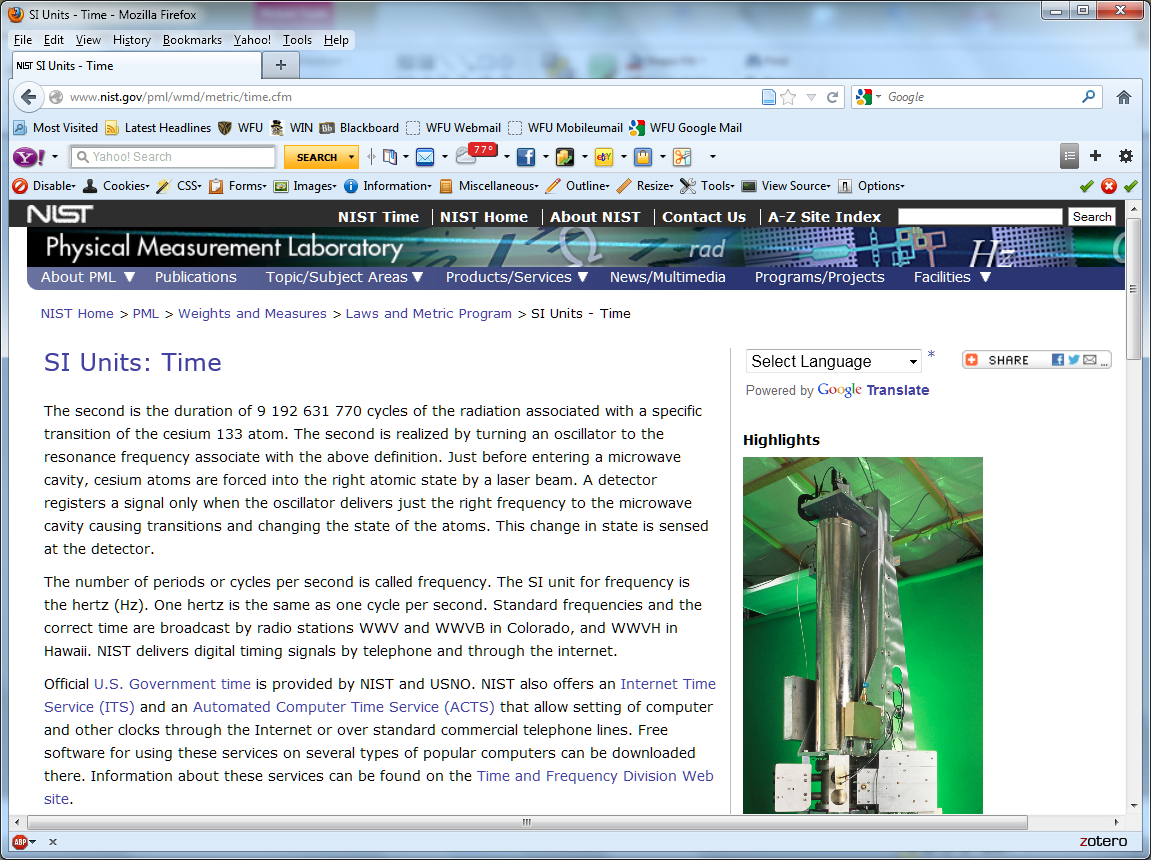 SI Units - Time - Mozilla Firefox
File Edit View History Bookmarks Yahoo! Tools Help
NIST SI Units - Time
www.nist.gov/pml/wmd/metric/time.cfm
Google
Most Visited Latest Headlines WFU WIN Bb Blackboard WFU Webmail WFU Mobileumail WFU Google Mail
Y! Yahoo! Search SEARCH 77°
Disable Cookies CSS Forms Images Information Miscellaneous Outline Resize Tools View Source Options
NIST
NIST Time NIST Home About NIST Contact Us A-Z Site Index Search
Physical Measurement Laboratory Ω rad Hz
About PML Publications Topic/Subject Areas Products/Services News/Multimedia Programs/Projects Facilities
NIST Home > PML > Weights and Measures > Laws and Metric Program > SI Units - Time
SI Units: Time
The second is the duration of 9 192 631 770 cycles of the radiation associated with a specific
transition of the cesium 133 atom. The second is realized by turning an oscillator to the
resonance frequency associate with the above definition. Just before entering a microwave
cavity, cesium atoms are forced into the right atomic state by a laser beam. A detector
registers a signal only when the oscillator delivers just the right frequency to the microwave
cavity causing transitions and changing the state of the atoms. This change in state is sensed
at the detector.
The number of periods or cycles per second is called frequency. The SI unit for frequency is
the hertz (Hz). One hertz is the same as one cycle per second. Standard frequencies and the
correct time are broadcast by radio stations WWV and WWVB in Colorado, and WWVH in
Hawaii. NIST delivers digital timing signals by telephone and through the internet.
Official U.S. Government time is provided by NIST and USNO. NIST also offers an Internet Time
Service (ITS) and an Automated Computer Time Service (ACTS) that allow setting of computer
and other clocks through the Internet or over standard commercial telephone lines. Free
software for using these services on several types of popular computers can be downloaded
there. Information about these services can be found on the Time and Frequency Division Web
site.
Select Language *
SHARE ...
Powered by Google Translate
Highlights
ABP
zotero